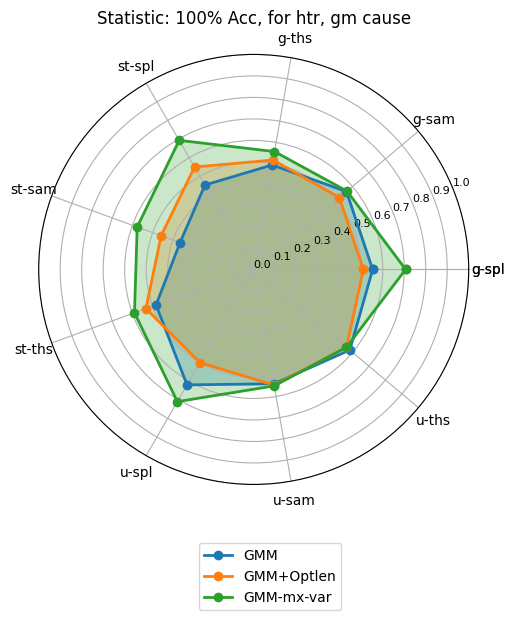 Statistic: 100% Acc, for htr, gm cause
g-ths
st-spl
g-sam
1.0
0.9
0.8
0.7
0.6
0.5
0.4
0.3
0.2
0.1
0.0
st-sam
g-spl
st-ths
u-ths
u-spl
u-sam
GMM
GMM+Optlen
GMM-mx-var